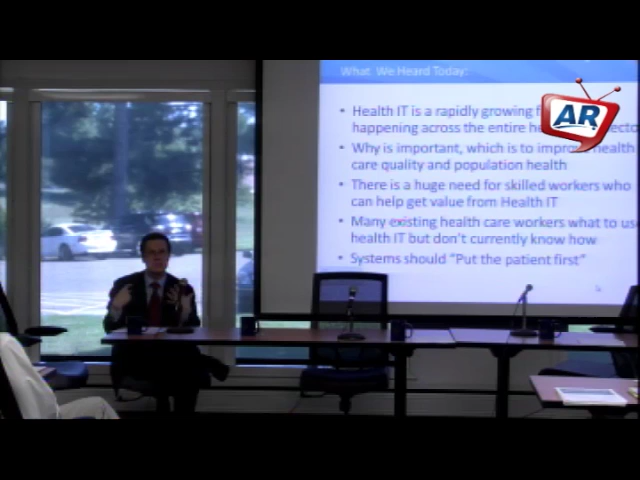 What We Heard Today:
AR
• Health IT is a rapidly growing
happening across the entire
• Why is important, which is to improve health
care quality and population health
• There is a huge need for skilled workers who
can help get value from Health IT
• Many existing health care workers what to use
health IT but don't currently know how
• Systems should "Put the patient first"